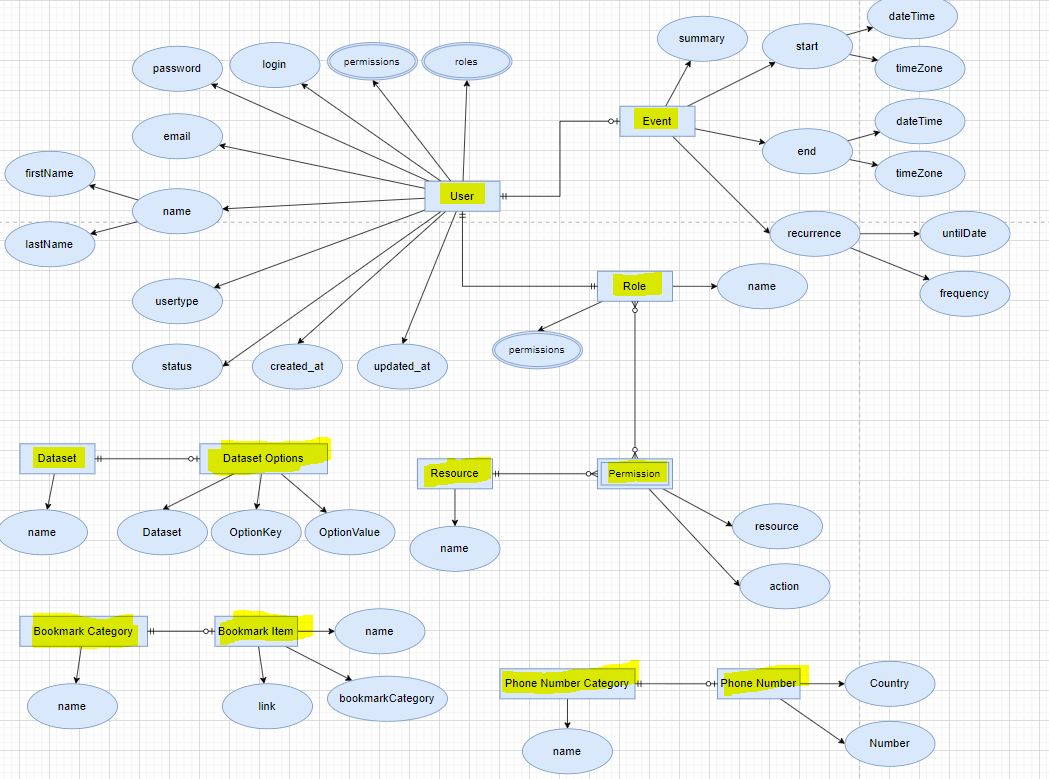 dateTime
summary
start
login
permissions
roles
password
timeZone
Event
dateTime
email
end
firstName
timeZone
User
name
lastName
recurrence
untilDate
Role
name
frequency
usertype
permissions
status
created_at
updated_at
Dataset
Dataset Options
Resource
Permission
name
Dataset
OptionKey
OptionValue
resource
name
action
Bookmark Category
Bookmark Item
name
Phone Number Category
Phone Number
Country
bookmarkCategory
name
link
Number
name